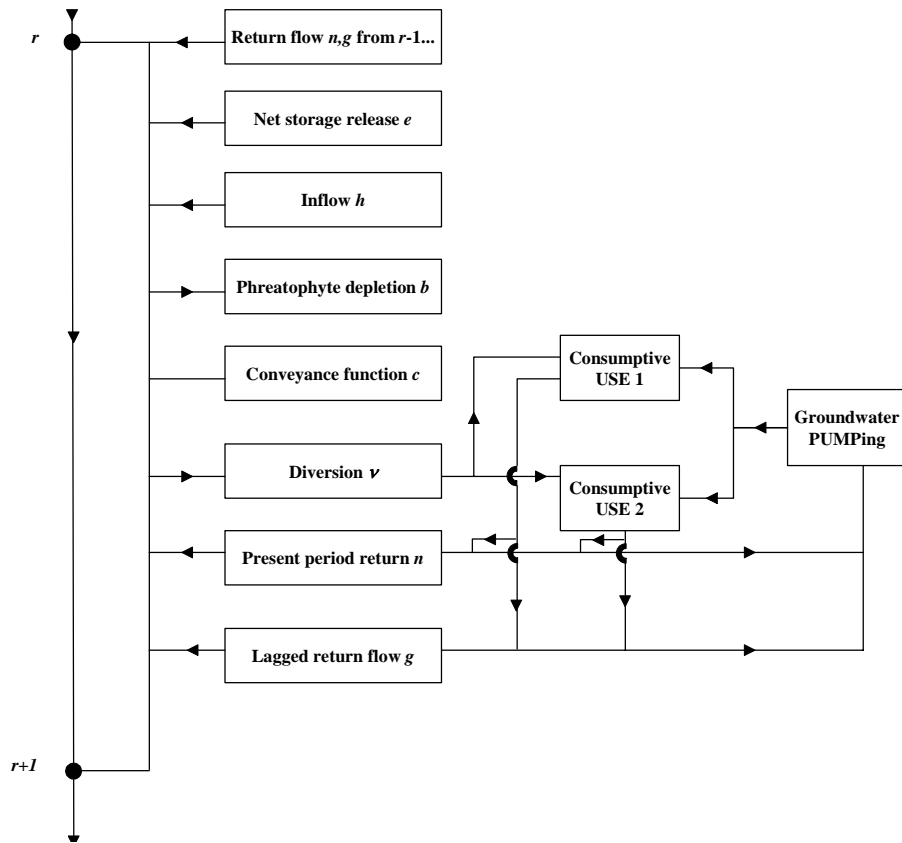 r
Return flow n,g from r-1...
Net storage release e
Inflow h
Phreatophyte depletion b
Conveyance function c
Consumptive
USE 1
Groundwater
PUMPing
Diversion ν
Consumptive
USE 2
Present period return n
Lagged return flow g
r+1